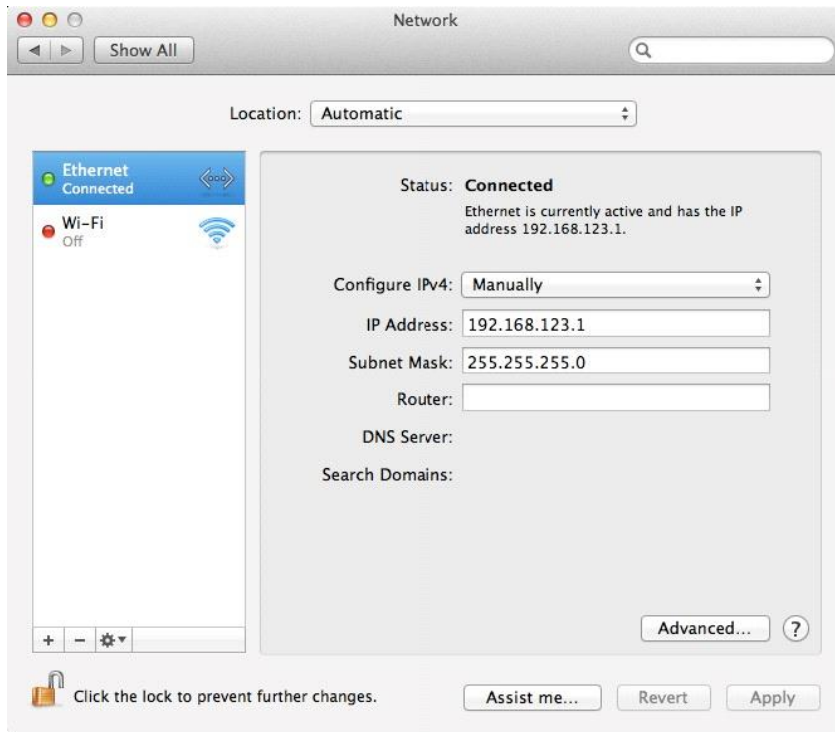 Network
Show All
Location: Automatic
Ethernet
Connected
Wi-Fi
Off
Status: Connected
Ethernet is currently active and has the IP
address 192.168.123.1.
Configure IPv4: Manually
IP Address: 192.168.123.1
Subnet Mask: 255.255.255.0
Router:
DNS Server:
Search Domains:
Advanced... ?
Click the lock to prevent further changes.
Assist me... Revert Apply